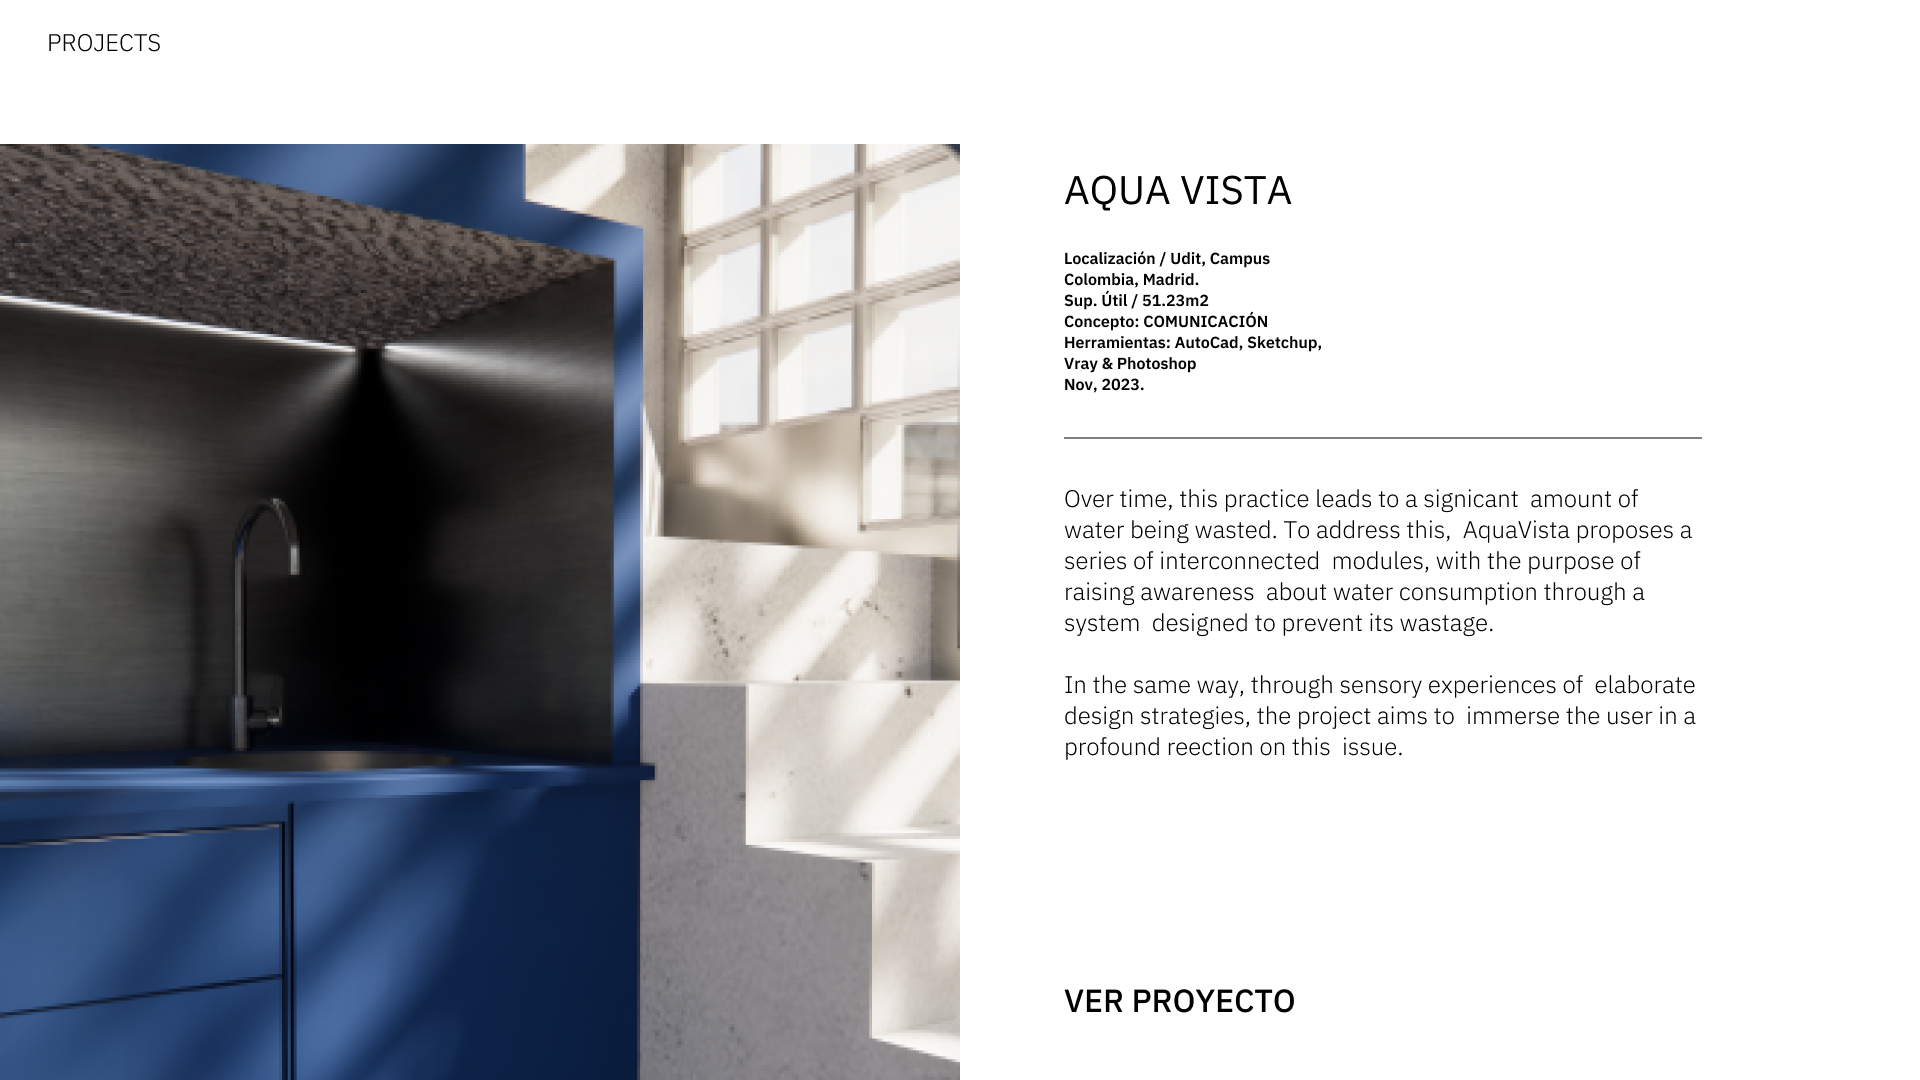 PROJECTS
AQUA VISTA
Localización / Udit, Campus
Colombia, Madrid.
Sup. Útil / 51.23m2
Concepto: COMUNICACIÓN
Herramientas: AutoCad, Sketchup,
Vray & Photoshop
Nov, 2023.
Over time, this practice leads to a signicant  amount of
water being wasted. To address this,  AquaVista proposes a
series of interconnected  modules, with the purpose of
raising awareness  about water consumption through a
system  designed to prevent its wastage.
In the same way, through sensory experiences of  elaborate
design strategies, the project aims to  immerse the user in a
profound reection on this  issue.
VER PROYECTO